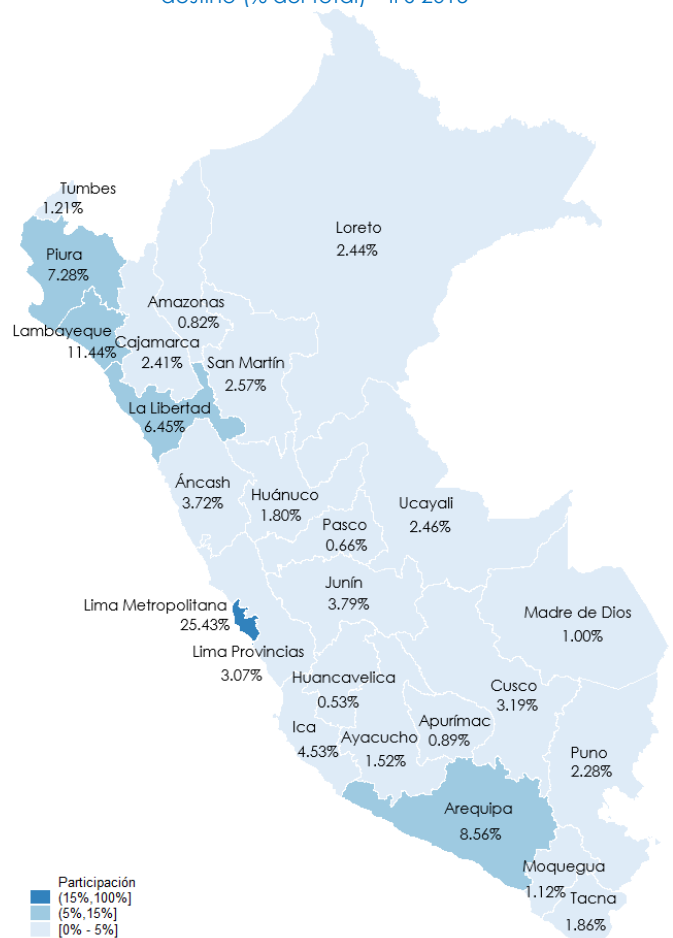 destino (% del total) -
Tumbes
1.21%
Piura
7.28%
Loreto
2.44%
Amazonas
0.82%
Lambayeque
11.44%
Cajamarca
2.41%
San Martín
2.57%
La Libertad
6.45%
Áncash
3.72%
Huánuco
1.80%
Ucayali
2.46%
Pasco
0.66%
Junín
3.79%
Lima Metropolitana
25.43%
Madre de Dios
1.00%
Lima Provincias
3.07%
Huancavelica
0.53%
Cusco
3.19%
Ica
4.53%
Ayacucho
1.52%
Apurímac
0.89%
Puno
2.28%
Arequipa
8.56%
Moquegua
1.12%
Tacna
1.86%
Participación
(15%,100%]
(5%,15%]
[0% - 5%]